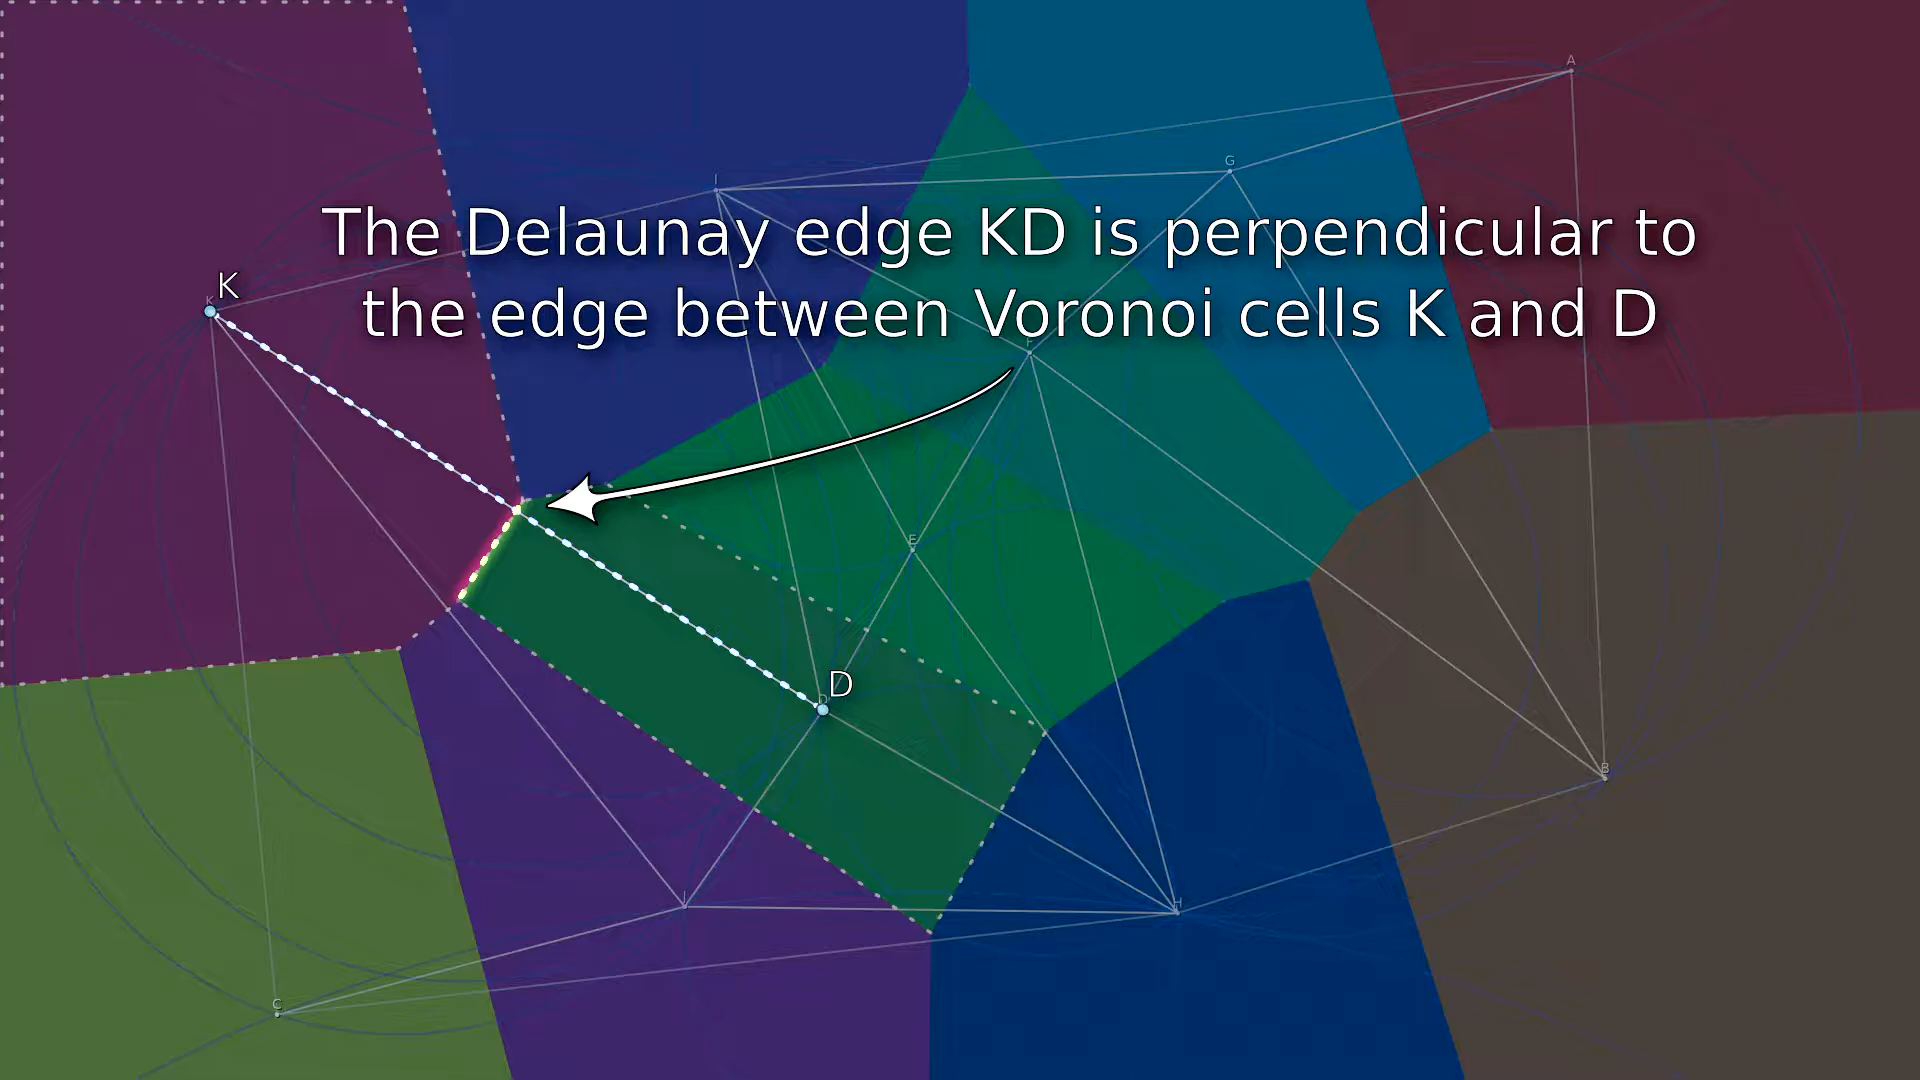 A
G
I
The Delaunay edge KD is perpendicular to
K
K
the edge between Voronoi cells K and D
F
E
D
D
B
J
H
C